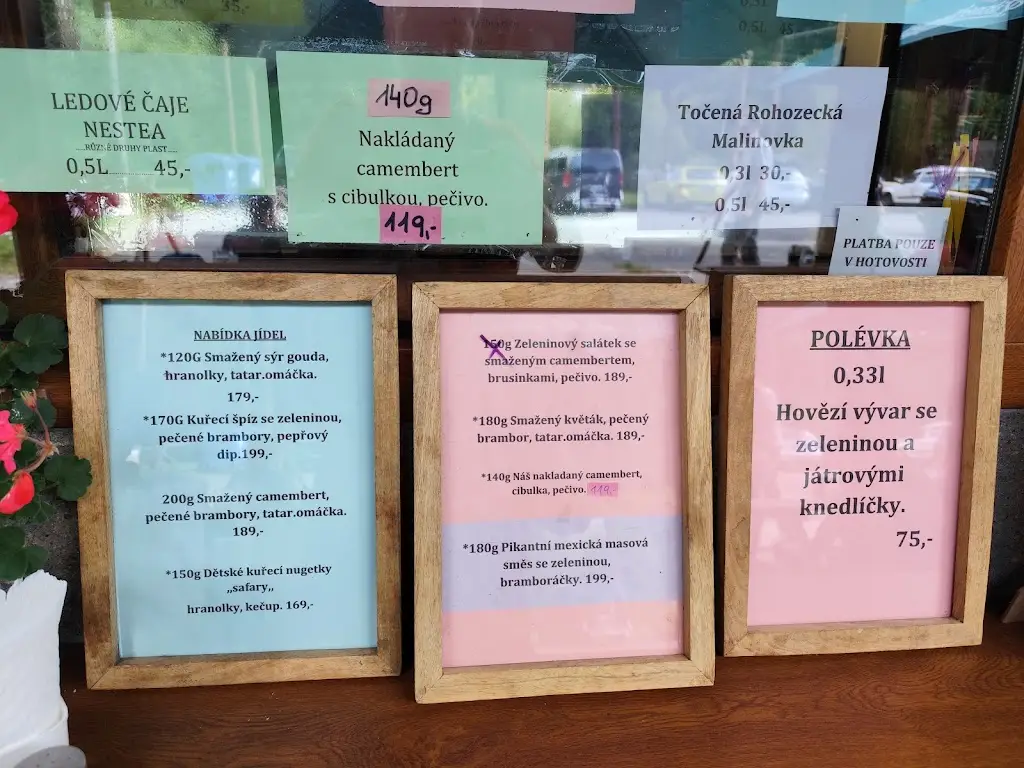 LEDOVÉ ČAJE
NESTEA
....RŮZNÉ DRUHY PLAST....
0,5L..............45,-
140g
Nakládaný
camembert
s cibulkou, pečivo.
119,-
Točená Rohozecká
Malinovka
0,3l 30,-
0,5l 45,-
PLATBA POUZE
V HOTOVOSTI
NABÍDKA JÍDEL
*120G Smažený sýr gouda,
hranolky, tatar.omáčka.
179,-
*170G Kuřecí špíz se zeleninou,
pečené brambory, pepřový
dip.199,-
200g Smažený camembert,
pečené brambory, tatar.omáčka.
189,-
*150g Dětské kuřecí nugetky
„safary„
hranolky, kečup. 169,-
150g Zeleninový salátek se
smaženým camembertem,
brusinkami, pečivo. 189,-
*180g Smažený květák, pečený
brambor, tatar.omáčka. 189,-
*140g Náš nakladaný camembert,
cibulka, pečivo. 119,-
*180g Pikantní mexická masová
směs se zeleninou,
bramboráčky. 199,-
POLÉVKA
0,33l
Hovězí vývar se
zeleninou a
játrovými
knedlíčky.
75,-